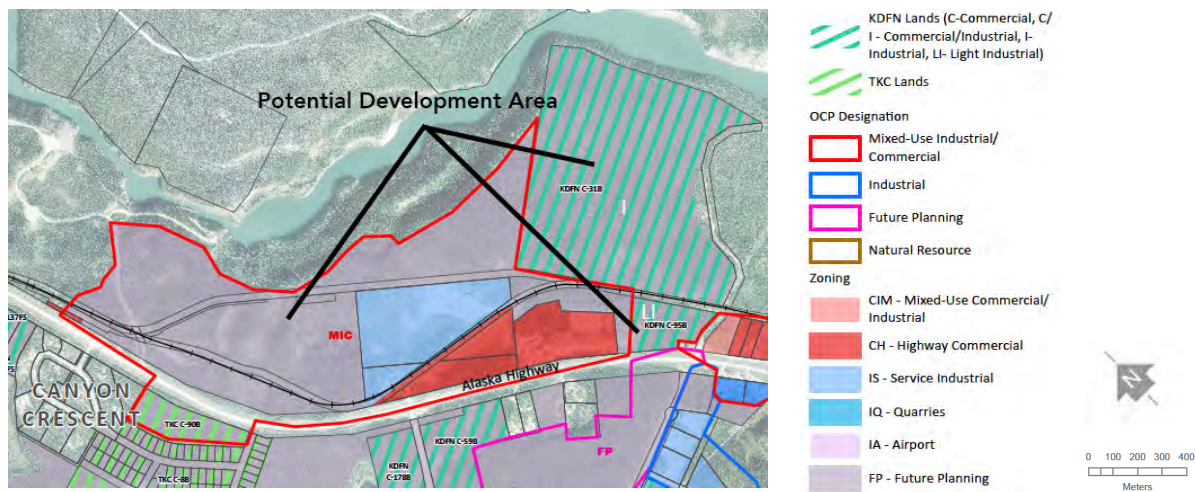 Potential Development Area
KDFN C-31B
I
LI
KDFN C-95B
MIC
Alaska Highway
CANYON
CRESCENT
TKC C-90B
TKC C-8B
KDFN
C-178B
KDFN C-59B
FP
KDFN Lands (C-Commercial, C/
I - Commercial/Industrial, I-
Industrial, LI- Light Industrial)
TKC Lands
OCP Designation
Mixed-Use Industrial/
Commercial
Industrial
Future Planning
Natural Resource
Zoning
CIM - Mixed-Use Commercial/
Industrial
CH - Highway Commercial
IS - Service Industrial
IQ - Quarries
IA - Airport
FP - Future Planning
N
0 100 200 300 400
Meters